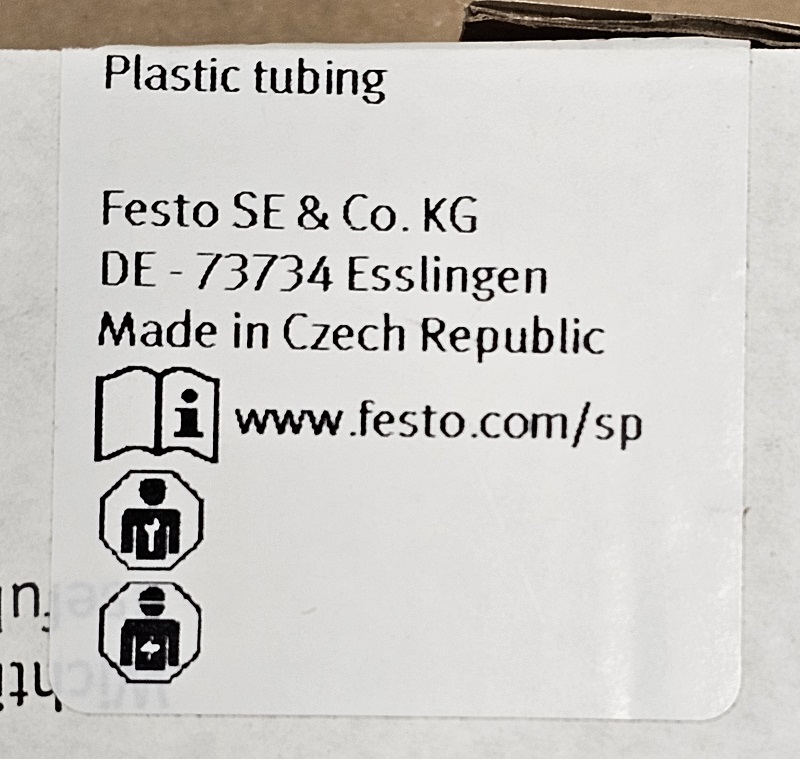 Plastic tubing
Festo SE & Co. KG
DE - 73734 Esslingen
Made in Czech Republic
i www.festo.com/sp